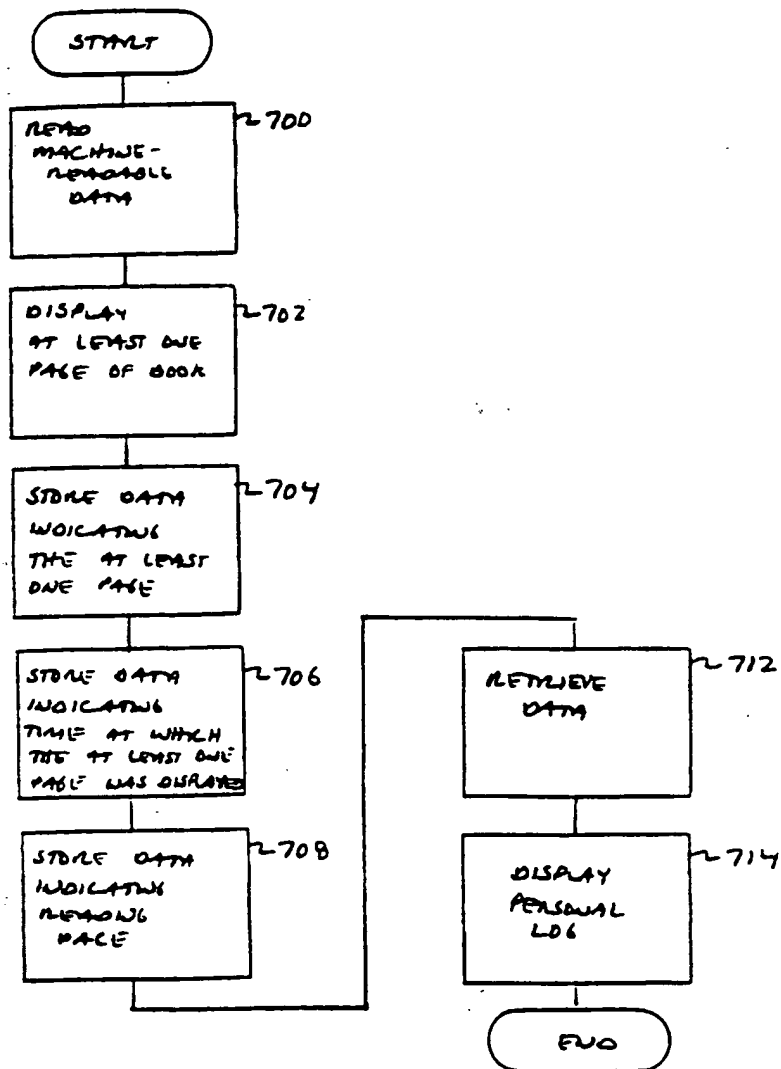 START
700
READ
MACHINE-
READABLE
DATA
702
DISPLAY
AT LEAST ONE
PAGE OF BOOK
704
STORE DATA
INDICATING
THE AT LEAST
ONE PAGE
706
STORE DATA
INDICATING
TIME AT WHICH
THE AT LEAST ONE
PAGE WAS DISPLAYED
708
STORE DATA
INDICATING
READING
PACE
712
RETRIEVE
DATA
714
DISPLAY
PERSONAL
LOG
END